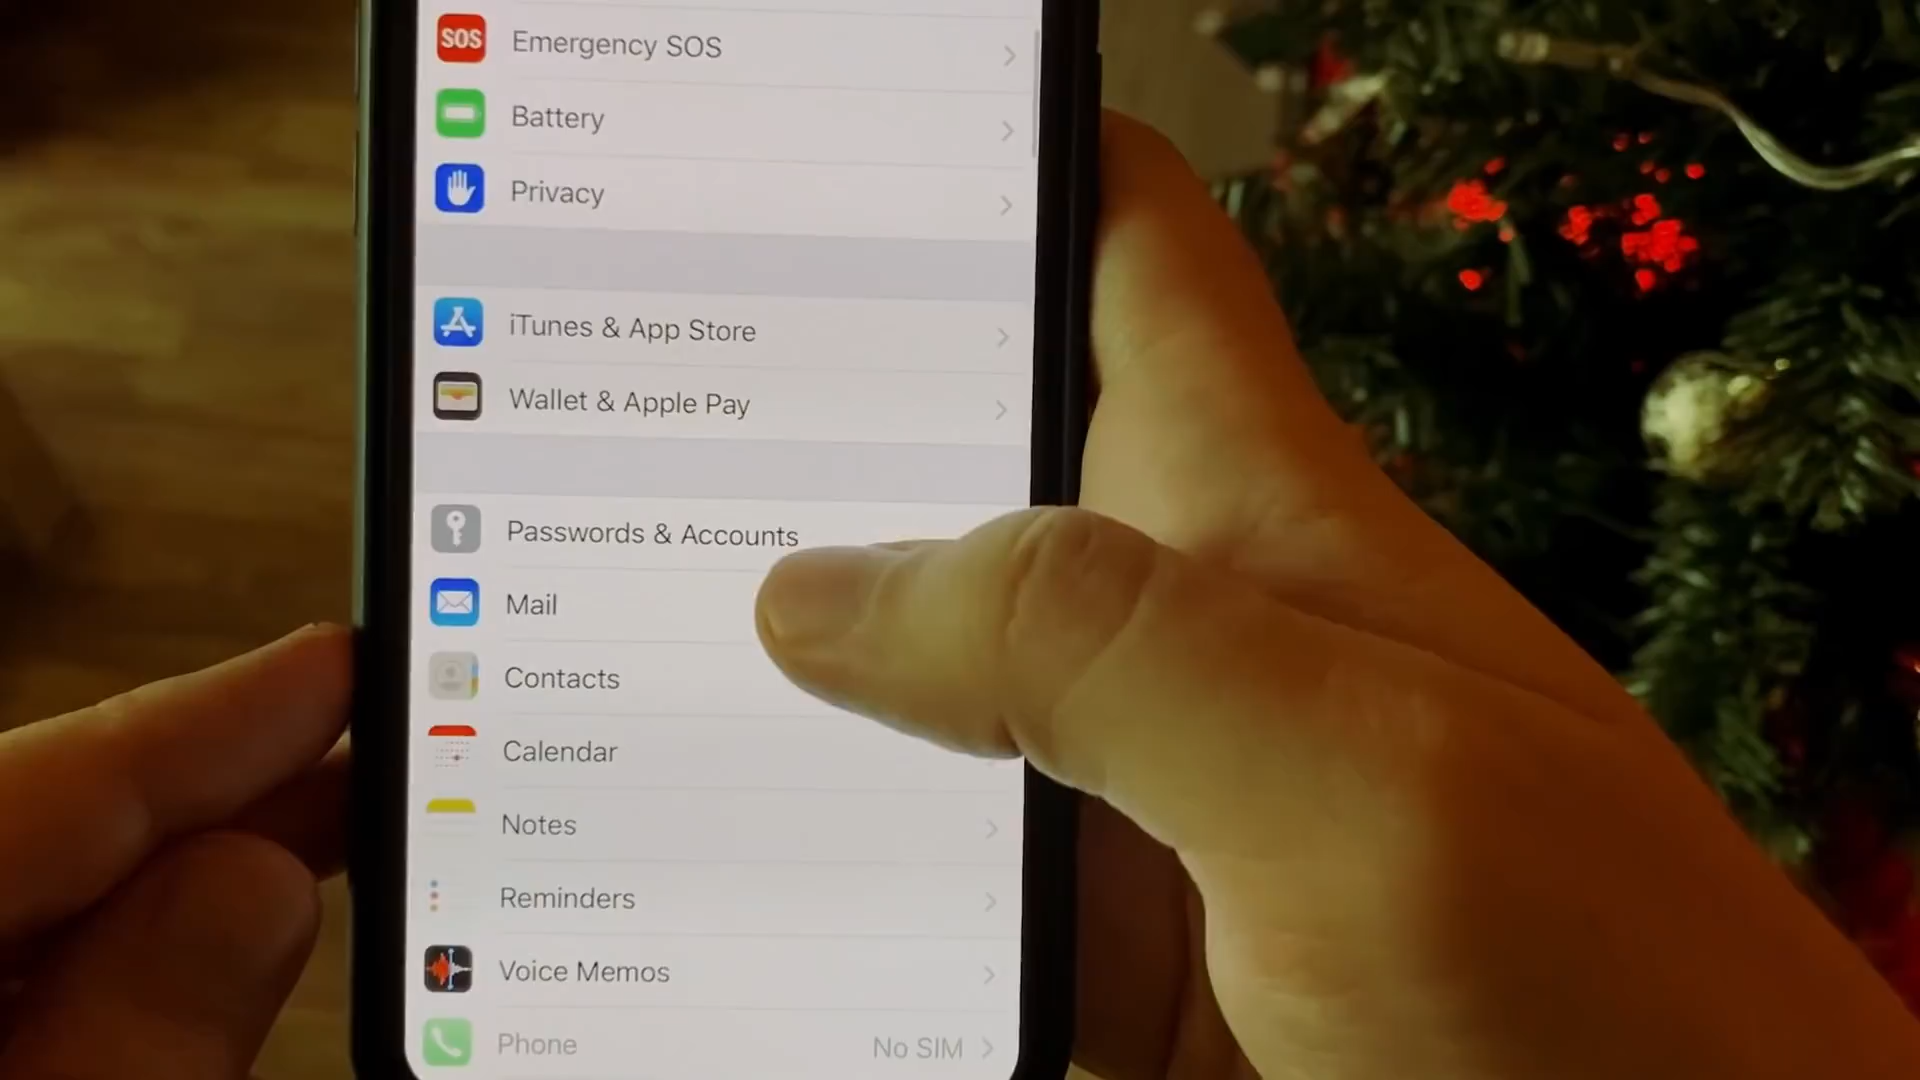 SOS Emergency SOS
Battery
Privacy
iTunes & App Store
Wallet & Apple Pay
Passwords & Accounts
Mail
Contacts
Calendar
Notes
Reminders
Voice Memos
Phone No SIM